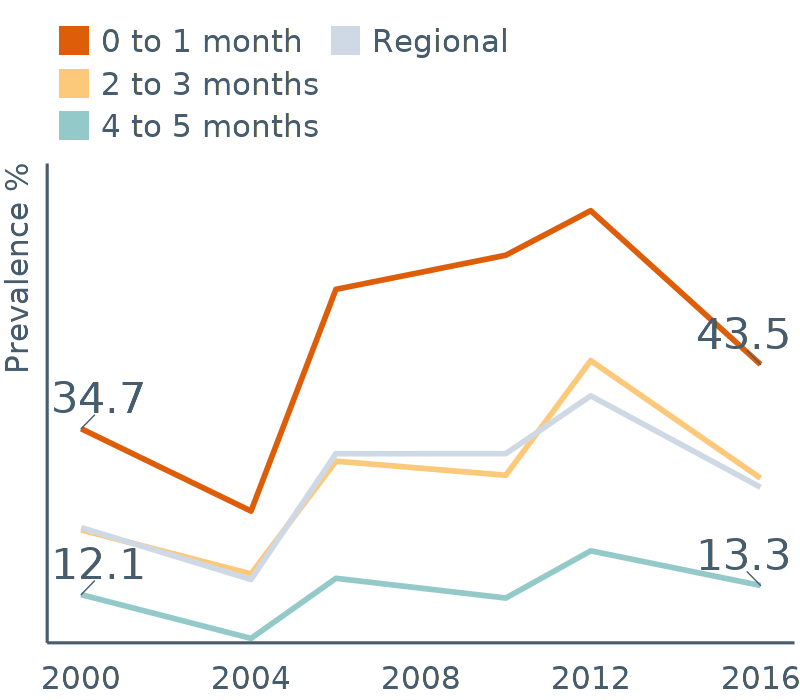 0 to 1 month
Regional
2 to 3 months
4 to 5 months
Prevalence %
43.5
34.7
12.1
13.3
2000 2004 2008 2012 2016